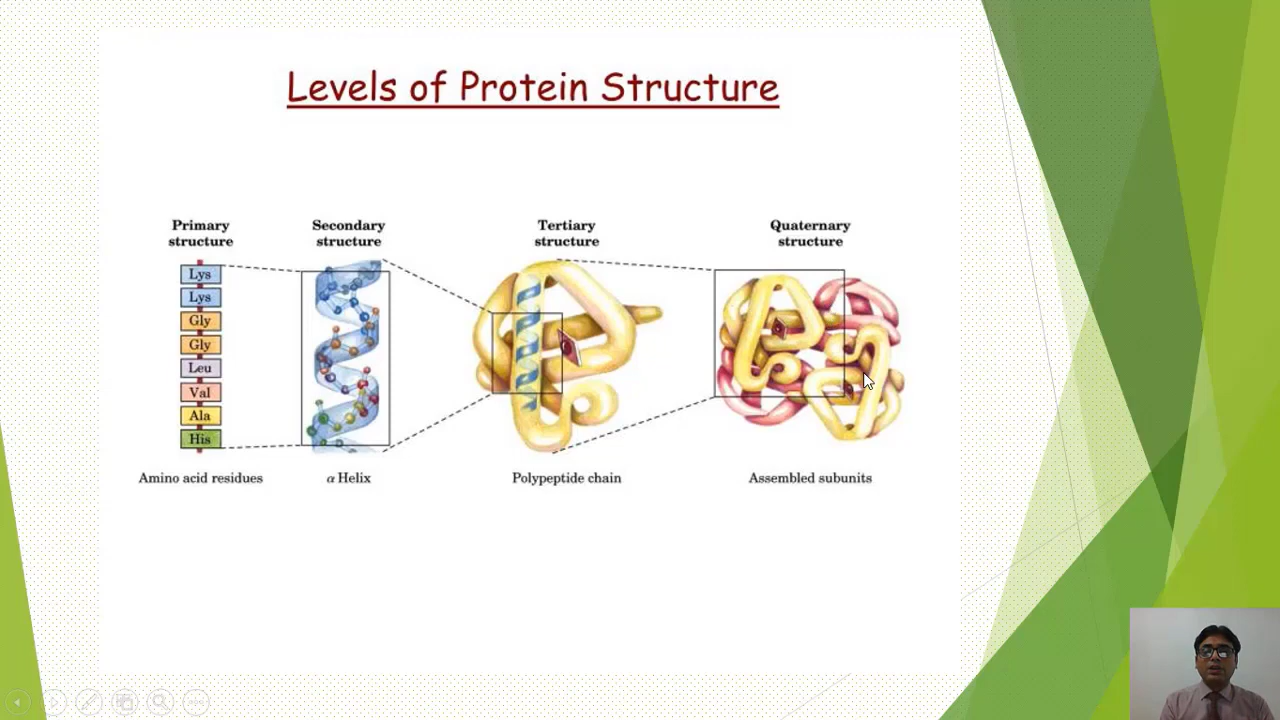 Levels of Protein Structure
Primary
structure
Secondary
structure
Tertiary
structure
Quaternary
structure
Lys
Lys
Gly
Gly
Leu
Val
Ala
His
Amino acid residues
α Helix
Polypeptide chain
Assembled subunits